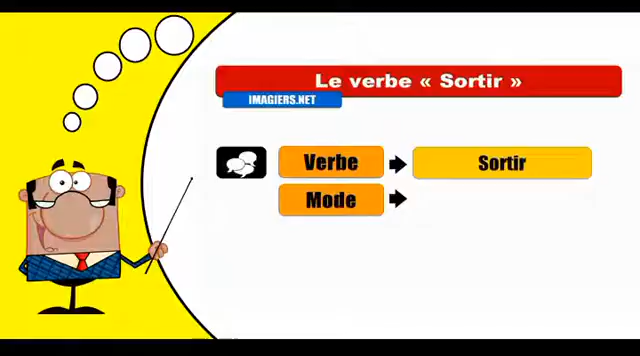 Le verbe « Sortir »
IMAGIERS.NET
Verbe
Sortir
Mode